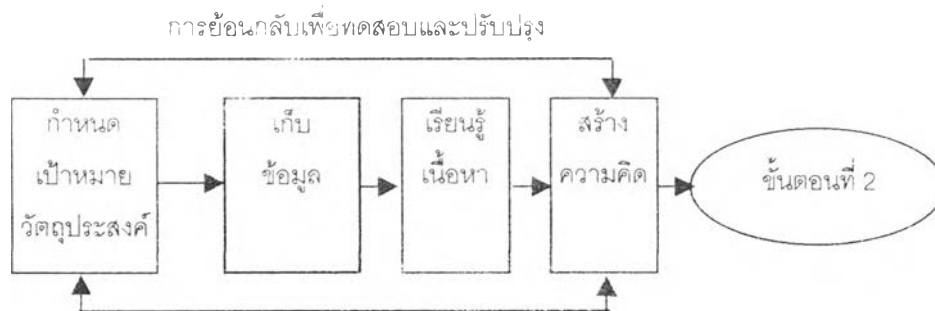 การย้อนกลับเพื่อทดสอบและปรับปรุง
กำหนด
เป้าหมาย
วัตถุประสงค์
เก็บ
ข้อมูล
เรียนรู้
เนื้อหา
สร้าง
ความคิด
ขั้นตอนที่ 2